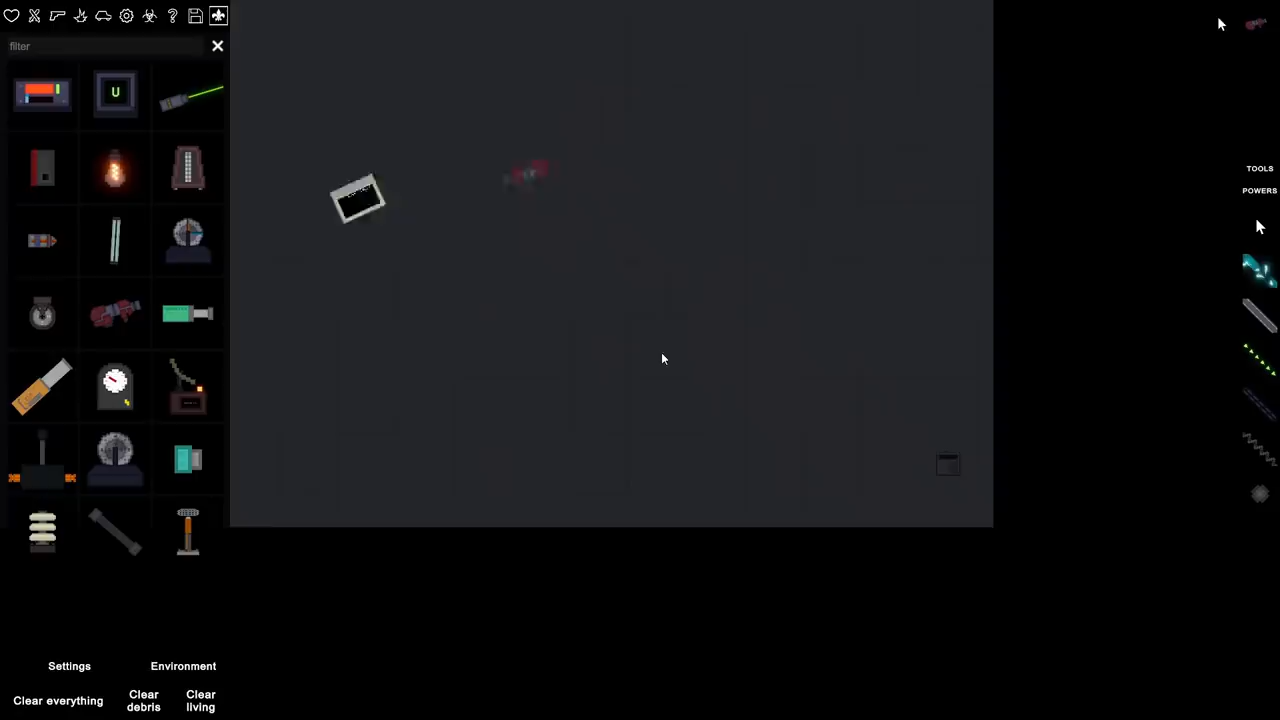 filter
U
TOOLS
POWERS
Settings
Environment
Clear everything
Clear
debris
Clear
living